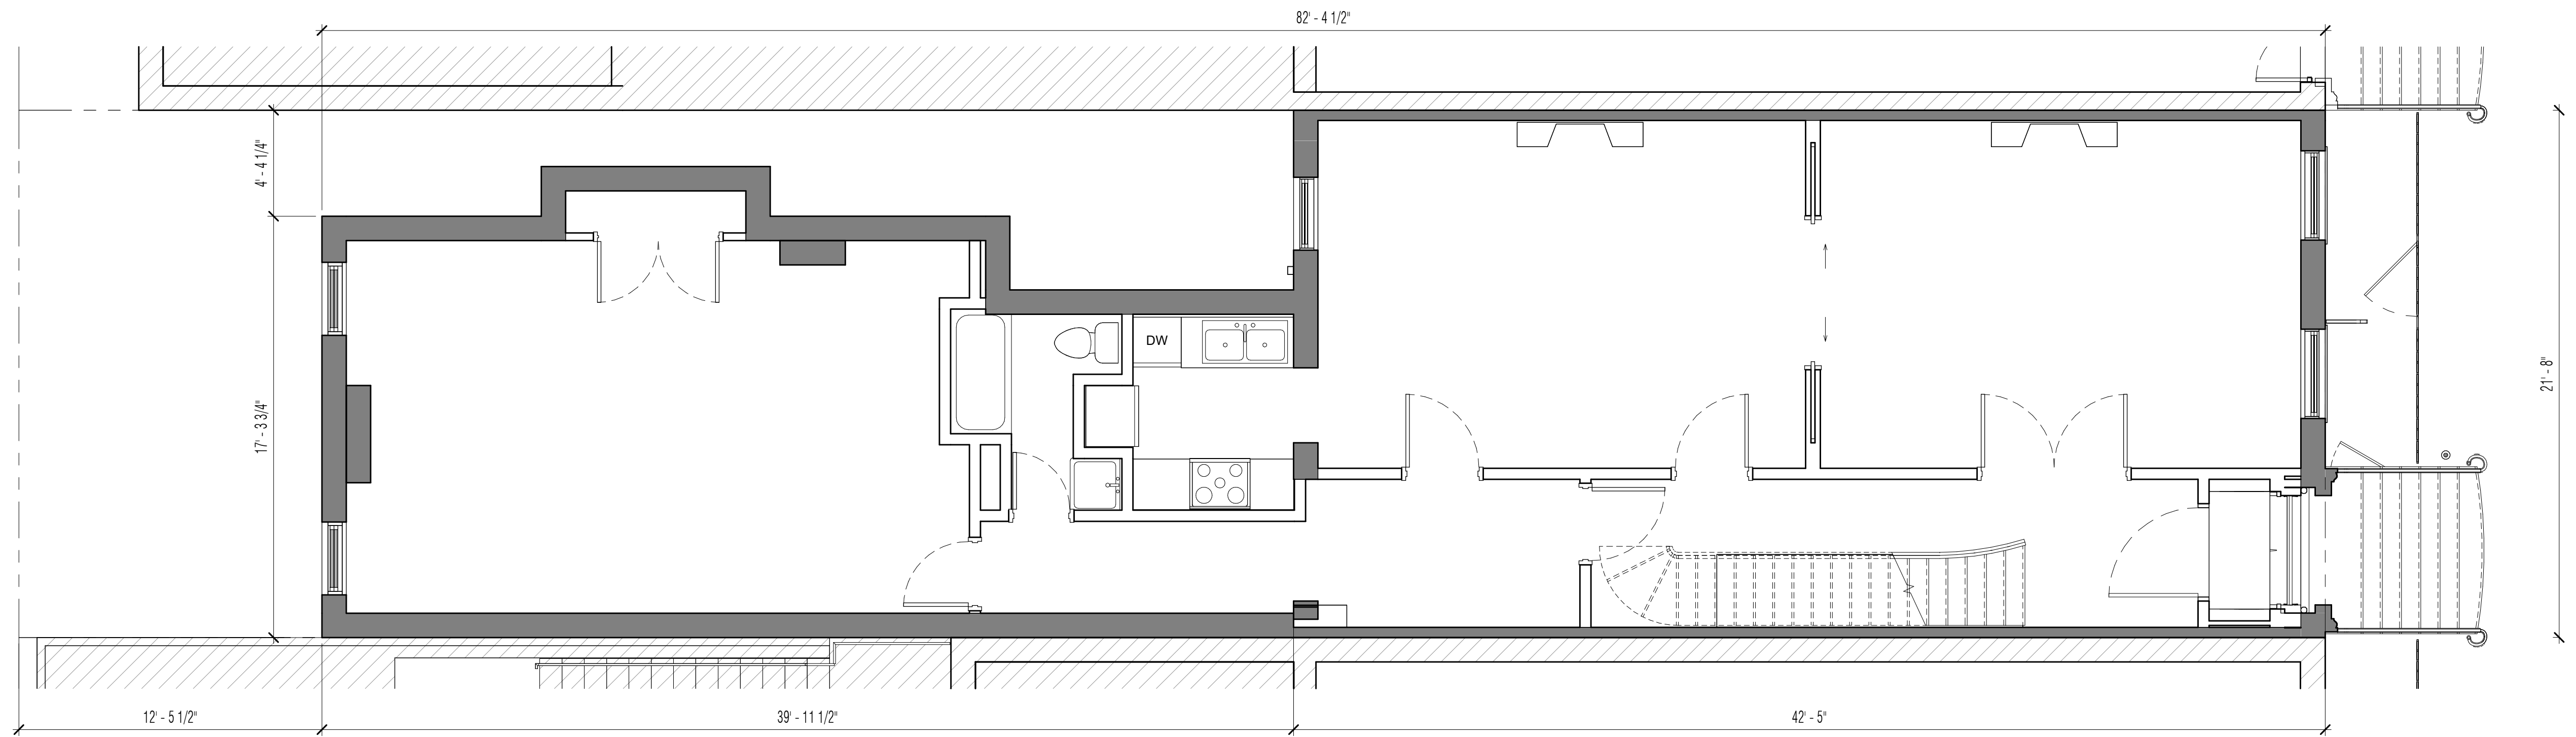 82' - 4 1/2"
4' - 4 1/4"
17' - 3 3/4"
DW
21' - 8"
12' - 5 1/2"
39' - 11 1/2"
42' - 5"